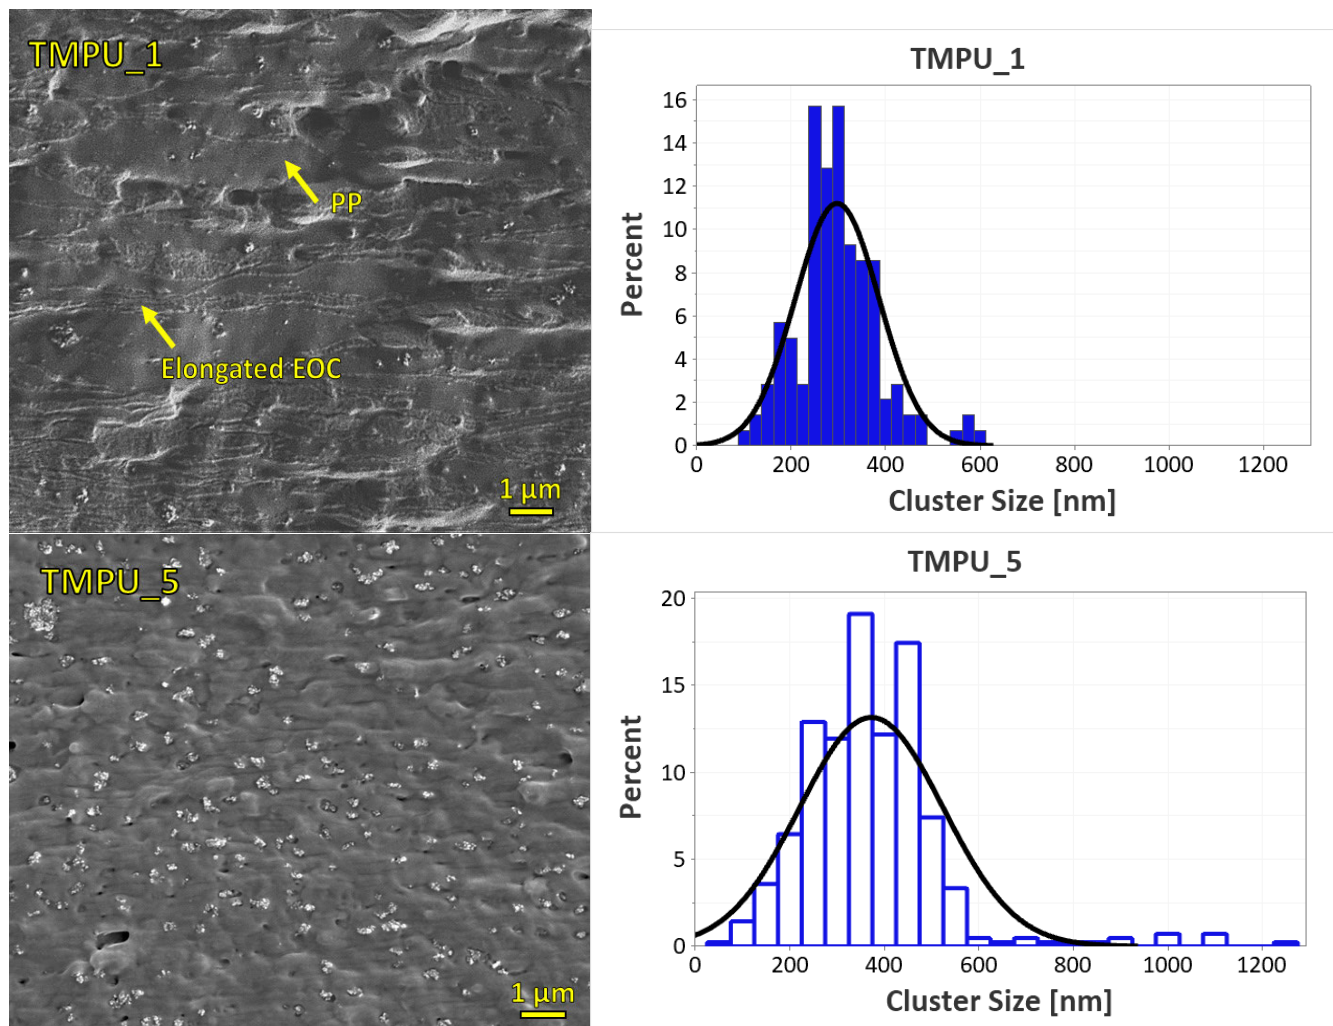 TMPU_1
PP
Elongated EOC
1 µm
TMPU_1
Percent
16
14
12
10
8
6
4
2
0
0 200 400 600 800 1000 1200
Cluster Size [nm]
TMPU_5
1 µm
TMPU_5
Percent
20
15
10
5
0
0 200 400 600 800 1000 1200
Cluster Size [nm]